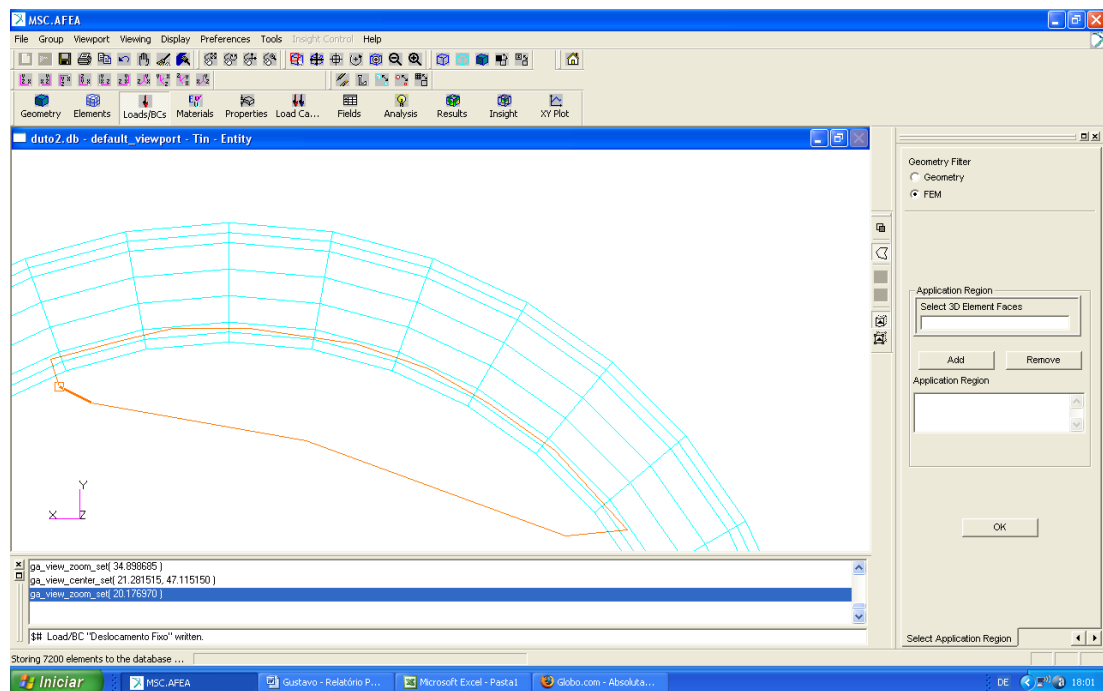 MSC.AFEA
File Group Viewport Viewing Display Preferences Tools Insight Control Help
Geometry Elements Loads/BCs Materials Properties Load Ca... Fields Analysis Results Insight XY Plot
duto2.db - default_viewport - Tin - Entity
Geometry Filter
Geometry
FEM
Application Region
Select 3D Element Faces
Add Remove
Application Region
OK
Y
X Z
ga_view_zoom_set( 34.898685 )
ga_view_center_set( 21.281515, 47.115150 )
ga_view_zoom_set( 20.176970 )
$# Load/BC "Deslocamento Fixo" written.
Select Application Region
Storing 7200 elements to the database ...
Iniciar MSC.AFEA Gustavo - Relatório P... Microsoft Excel - Pasta1 Globo.com - Absoluta... DE 18:01